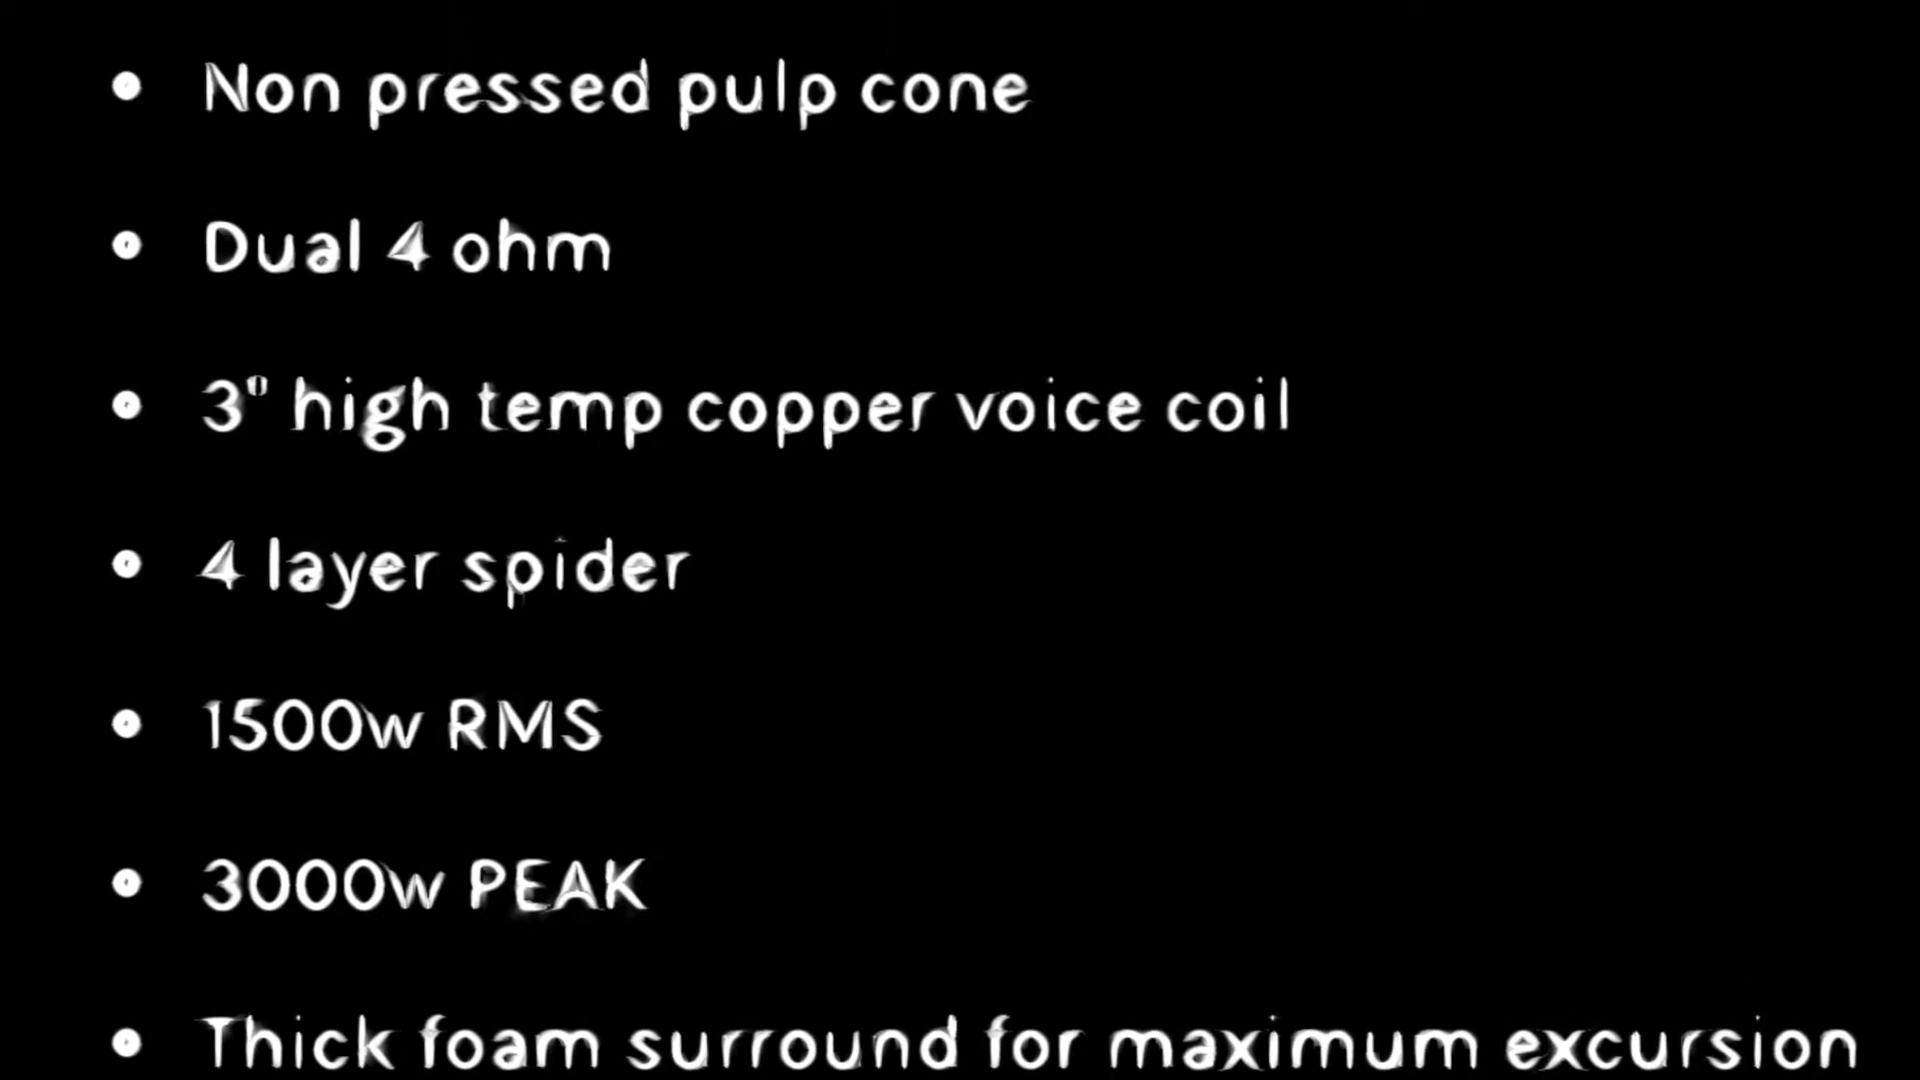 • Non pressed pulp cone
• Dual 4 ohm
• 3" high temp copper voice coil
• 4 layer spider
• 1500w RMS
• 3000w PEAK
• Thick foam surround for maximum excursion